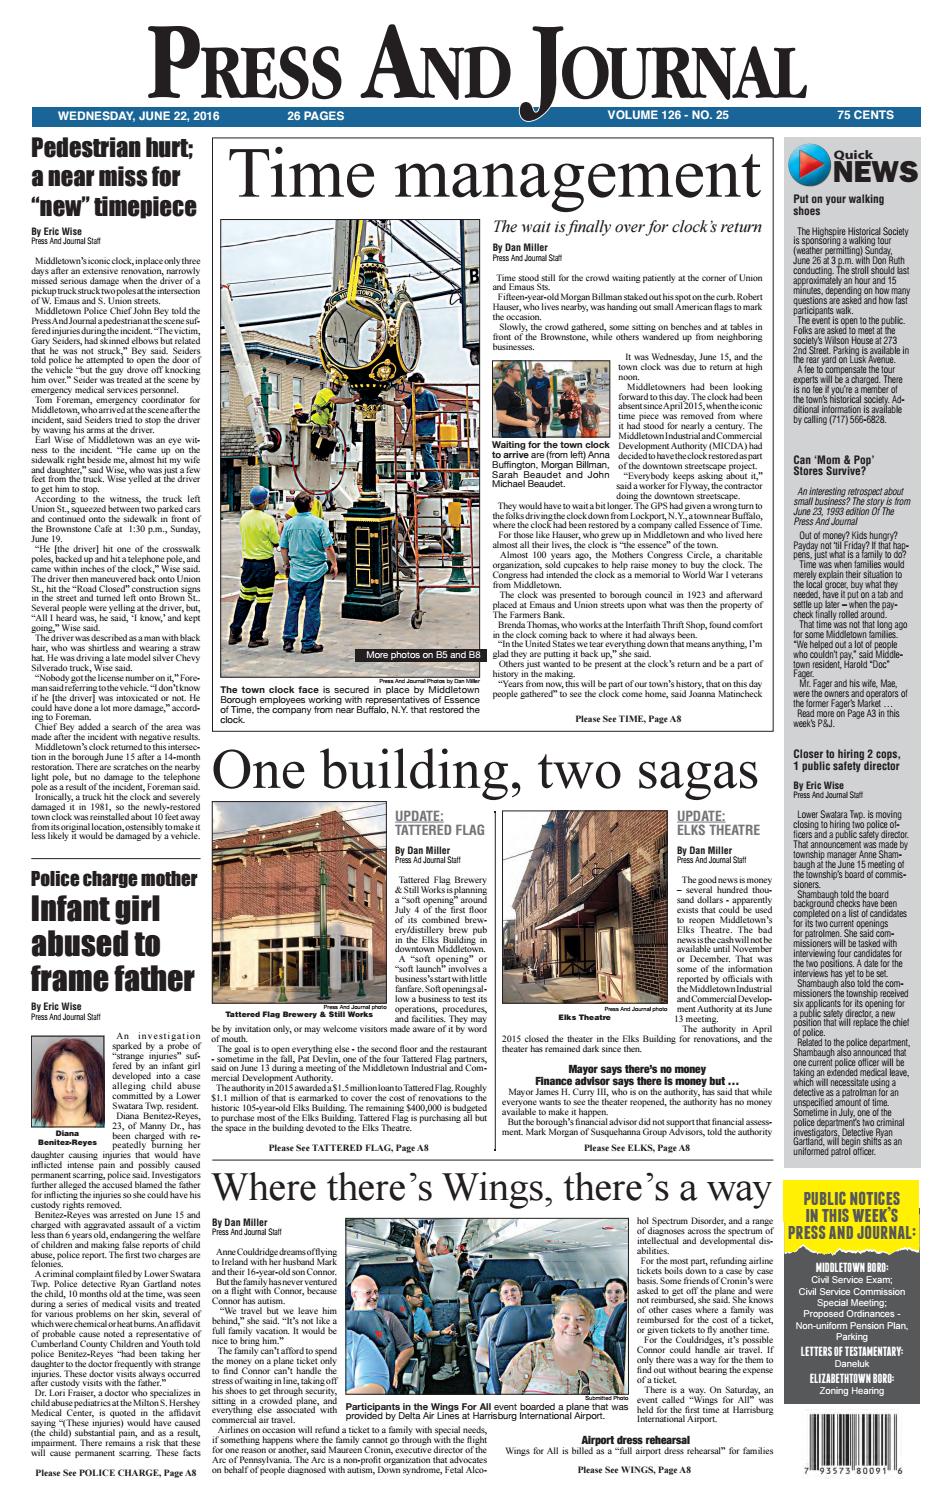 PRESS AND JOURNAL
WEDNESDAY, JUNE 22, 2016 26 PAGES VOLUME 126 - NO. 25 75 CENTS
Pedestrian hurt;
a near miss for
“new” timepiece
By Eric Wise
Press And Journal Staff
Middletown's iconic clock, in place only three
days after an extensive renovation, narrowly
missed serious damage when the driver of a
pickup truck struck two poles at the intersection
of W. Emaus and S. Union streets.
Middletown Police Chief John Bey told the
Press And Journal a pedestrian at the scene suf-
fered injuries during the incident. “The victim,
Gary Seiders, had skinned elbows but related
that he was not struck,” Bey said. Seiders
told police he attempted to open the door of
the vehicle “but the guy drove off knocking
him over.” Seider was treated at the scene by
emergency medical services personnel.
Tom Foreman, emergency coordinator for
Middletown, who arrived at the scene after the
incident, said Seiders tried to stop the driver
by waving his arms at the driver.
Earl Wise of Middletown was an eye wit-
ness to the incident. “He came up on the
sidewalk right beside me, almost hit my wife
and daughter,” said Wise, who was just a few
feet from the truck. Wise yelled at the driver
to get him to stop.
According to the witness, the truck left
Union St., squeezed between two parked cars
and continued onto the sidewalk in front of
the Brownstone Cafe at 1:30 p.m., Sunday,
June 19.
“He [the driver] hit one of the crosswalk
poles, backed up and hit a telephone pole, and
came within inches of the clock,” Wise said.
The driver then maneuvered back onto Union
St., hit the “Road Closed” construction signs
in the street and turned left onto Brown St..
Several people were yelling at the driver, but,
“All I heard was, he said, ‘I know,’ and kept
going,” Wise said.
The driver was described as a man with black
hair, who was shirtless and wearing a straw
hat. He was driving a late model silver Chevy
Silverado truck, Wise said.
“Nobody got the license number on it,” Fore-
man said referring to the vehicle. “I don't know
if he [the driver] was intoxicated or not. He
could have done a lot more damage,” accord-
ing to Foreman.
Chief Bey added a search of the area was
made after the incident with negative results.
Middletown's clock returned to this intersec-
tion in the borough June 15 after a 14-month
restoration. There are scratches on the nearby
light pole, but no damage to the telephone
pole as a result of the incident, Foreman said.
Ironically, a truck hit the clock and severely
damaged it in 1981, so the newly-restored
town clock was reinstalled about 10 feet away
from its original location, ostensibly to make it
less likely it would be damaged by a vehicle.
Police charge mother
Infant girl
abused to
frame father
By Eric Wise
Press And Journal Staff
Diana
Benitez-Reyes
An investigation
sparked by a probe of
“strange injuries” suf-
fered by an infant girl
developed into a case
alleging child abuse
committed by a Lower
Swatara Twp. resident.
Diana Benitez-Reyes,
23, of Manny Dr., has
been charged with re-
peatedly burning her
daughter causing injuries that would have
inflicted intense pain and possibly caused
permanent scarring, police said. Investigators
further alleged the accused blamed the father
for inflicting the injuries so she could have his
custody rights removed.
Benitez-Reyes was arrested on June 15 and
charged with aggravated assault of a victim
less than 6 years old, endangering the welfare
of children and making false reports of child
abuse, police report. The first two charges are
felonies.
A criminal complaint filed by Lower Swatara
Twp. Police detective Ryan Gartland notes
the child, 10 months old at the time, was seen
during a series of medical visits and treated
for various problems on her skin, several of
which were chemical or heat burns. An affidavit
of probable cause noted a representative of
Cumberland County Children and Youth told
police Benitez-Reyes “had been taking her
daughter to the doctor frequently with strange
injuries. These doctor visits always occurred
after custody visits with the father.”
Dr. Lori Fraiser, a doctor who specializes in
child abuse pediatrics at the Milton S. Hershey
Medical Center, is quoted in the affidavit
saying “(These injuries) would have caused
(the child) substantial pain, and as a result,
impairment. There remains a risk that these
will cause permanent scarring. These facts
Please See POLICE CHARGE, Page A8
Time management
More photos on B5 and B8
Press And Journal Photos by Dan Miller
The town clock face is secured in place by Middletown
Borough employees working with representatives of Essence
of Time, the company from near Buffalo, N.Y. that restored the
clock.
The wait is finally over for clock's return
By Dan Miller
Press And Journal Staff
Time stood still for the crowd waiting patiently at the corner of Union
and Emaus Sts.
Fifteen-year-old Morgan Billman staked out his spot on the curb. Robert
Hauser, who lives nearby, was handing out small American flags to mark
the occasion.
Slowly, the crowd gathered, some sitting on benches and at tables in
front of the Brownstone, while others wandered up from neighboring
businesses.
Waiting for the town clock
to arrive are (from left) Anna
Buffington, Morgan Billman,
Sarah Beaudet and John
Michael Beaudet.
It was Wednesday, June 15, and the
town clock was due to return at high
noon.
Middletowners had been looking
forward to this day. The clock had been
absent since April 2015, when the iconic
time piece was removed from where
it had stood for nearly a century. The
Middletown Industrial and Commercial
Development Authority (MICDA) had
decided to have the clock restored as part
of the downtown streetscape project.
“Everybody keeps asking about it,”
said a worker for Flyway, the contractor
doing the downtown streetscape.
They would have to wait a bit longer. The GPS had given a wrong turn to
the folks driving the clock down from Lockport, N.Y., a town near Buffalo,
where the clock had been restored by a company called Essence of Time.
For those like Hauser, who grew up in Middletown and who lived here
almost all their lives, the clock is “the essence” of the town.
Almost 100 years ago, the Mothers Congress Circle, a charitable
organization, sold cupcakes to help raise money to buy the clock. The
Congress had intended the clock as a memorial to World War I veterans
from Middletown.
The clock was presented to borough council in 1923 and afterward
placed at Emaus and Union streets upon what was then the property of
The Farmers Bank.
Brenda Thomas, who works at the Interfaith Thrift Shop, found comfort
in the clock coming back to where it had always been.
“In the United States we tear everything down that means anything, I'm
glad they are putting it back up,” she said.
Others just wanted to be present at the clock's return and be a part of
history in the making.
“Years from now, this will be part of our town's history, that on this day
people gathered” to see the clock come home, said Joanna Matincheck
Please See TIME, Page A8
One building, two sagas
Press And Journal photo
Tattered Flag Brewery & Still Works
UPDATE:
TATTERED FLAG
By Dan Miller
Press Ad Journal Staff
Tattered Flag Brewery
& Still Works is planning
a “soft opening” around
July 4 of the first floor
of its combined brew-
ery/distillery brew pub
in the Elks Building in
downtown Middletown.
A “soft opening” or
“soft launch” involves a
business's start with little
fanfare. Soft openings al-
low a business to test its
operations, procedures,
and facilities. They may
be by invitation only, or may welcome visitors made aware of it by word
of mouth.
The goal is to open everything else - the second floor and the restaurant
- sometime in the fall, Pat Devlin, one of the four Tattered Flag partners,
said on June 13 during a meeting of the Middletown Industrial and Com-
mercial Development Authority.
The authority in 2015 awarded a $1.5 million loan to Tattered Flag. Roughly
$1.1 million of that is earmarked to cover the cost of renovations to the
historic 105-year-old Elks Building. The remaining $400,000 is budgeted
to purchase most of the Elks Building. Tattered Flag is purchasing all but
the space in the building devoted to the Elks Theatre.
Please See TATTERED FLAG, Page A8
Press And Journal photo
Elks Theatre
UPDATE:
ELKS THEATRE
By Dan Miller
Press And Journal Staff
The good news is money
– several hundred thou-
sand dollars - apparently
exists that could be used
to reopen Middletown's
Elks Theatre. The bad
news is the cash will not be
available until November
or December. That was
some of the information
reported by officials with
the Middletown Industrial
and Commercial Develop-
ment Authority at its June
13 meeting.
The authority in April
2015 closed the theater in the Elks Building for renovations, and the
theater has remained dark since then.
Mayor says there's no money
Finance advisor says there is money but ...
Mayor James H. Curry III, who is on the authority, has said that while
everyone wants to see the theater reopened, the authority has no money
available to make it happen.
But the borough's financial advisor did not support that financial assess-
ment. Mark Morgan of Susquehanna Group Advisors, told the authority
Please See ELKS, Page A8
Where there's Wings, there's a way
By Dan Miller
Press And Journal Staff
Anne Couldridge dreams of flying
to Ireland with her husband Mark
and their 16-year-old son Connor.
But the family has never ventured
on a flight with Connor, because
Connor has autism.
“We travel but we leave him
behind,” she said. “It's not like a
full family vacation. It would be
nice to bring him.”
The family can't afford to spend
the money on a plane ticket only
to find Connor can't handle the
stress of waiting in line, taking off
his shoes to get through security,
sitting in a crowded plane, and
everything else associated with
commercial air travel.
Airlines on occasion will refund a ticket to a family with special needs,
if something happens where the family cannot go through with the flight
for one reason or another, said Maureen Cronin, executive director of the
Arc of Pennsylvania. The Arc is a non-profit organization that advocates
on behalf of people diagnosed with autism, Down syndrome, Fetal Alco-
Submitted Photo
Participants in the Wings For All event boarded a plane that was
provided by Delta Air Lines at Harrisburg International Airport.
hol Spectrum Disorder, and a range
of diagnoses across the spectrum of
intellectual and developmental dis-
abilities.
For the most part, refunding airline
tickets boils down to a case by case
basis. Some friends of Cronin's were
asked to get off the plane and were
not reimbursed, she said. She knows
of other cases where a family was
reimbursed for the cost of a ticket,
or given tickets to fly another time.
For the Couldridges, it's possible
Connor could handle air travel. If
only there was a way for the them to
find out without bearing the expense
of a ticket.
There is a way. On Saturday, an
event called “Wings for All” was
held for the first time at Harrisburg
International Airport.
Airport dress rehearsal
Wings for All is billed as a “full airport dress rehearsal” for families
Please See WINGS, Page A8
Quick
NEWS
Put on your walking
shoes
The Highspire Historical Society
is sponsoring a walking tour
(weather permitting) Sunday,
June 26 at 3 p.m. with Don Ruth
conducting. The stroll should last
approximately an hour and 15
minutes, depending on how many
questions are asked and how fast
participants walk.
The event is open to the public.
Folks are asked to meet at the
society's Wilson House at 273
2nd Street. Parking is available in
the rear yard on Lusk Avenue.
A fee to compensate the tour
experts will be a charged. There
is no fee if you're a member of
the town's historical society. Ad-
ditional information is available
by calling (717) 566-6828.
Can ‘Mom & Pop’
Stores Survive?
An interesting retrospect about
small business? The story is from
June 23, 1993 edition Of The
Press And Journal
Out of money? Kids hungry?
Payday not 'til Friday? If that hap-
pens, just what is a family to do?
Time was when families would
merely explain their situation to
the local grocer, buy what they
needed, have it put on a tab and
settle up later – when the pay-
check finally rolled around.
That time was not that long ago
for some Middletown families.
“We helped out a lot of people
who couldn't pay,” said Middle-
town resident, Harold “Doc”
Fager.
Mr. Fager and his wife, Mae,
were the owners and operators of
the former Fager's Market …
Read more on Page A3 in this
week's P&J.
Closer to hiring 2 cops,
1 public safety director
By Eric Wise
Press And Journal Staff
Lower Swatara Twp. is moving
closing to hiring two police of-
ficers and a public safety director.
That announcement was made by
township manager Anne Sham-
baugh at the June 15 meeting of
the township's board of commis-
sioners.
Shambaugh told the board
background checks have been
completed on a list of candidates
for its two current openings
for patrolmen. She said com-
missioners will be tasked with
interviewing four candidates for
the two positions. A date for the
interviews has yet to be set.
Shambaugh also told the com-
missioners the township received
six applicants for its opening for
a public safety director, a new
position that will replace the chief
of police.
Related to the police department,
Shambaugh also announced that
one current police officer will be
taking an extended medical leave,
which will necessitate using a
detective as a patrolman for an
unspecified amount of time.
Sometime in July, one of the
police department's two criminal
investigators, Detective Ryan
Gartland, will begin shifts as an
uniformed patrol officer.
PUBLIC NOTICES
IN THIS WEEK'S
PRESS AND JOURNAL:
MIDDLETOWN BORO:
Civil Service Exam;
Civil Service Commission
Special Meeting;
Proposed Ordinances -
Non-uniform Pension Plan,
Parking
LETTERS OF TESTAMENTARY:
Daneluk
ELIZABETHTOWN BORO:
Zoning Hearing
7 93573 80091 6